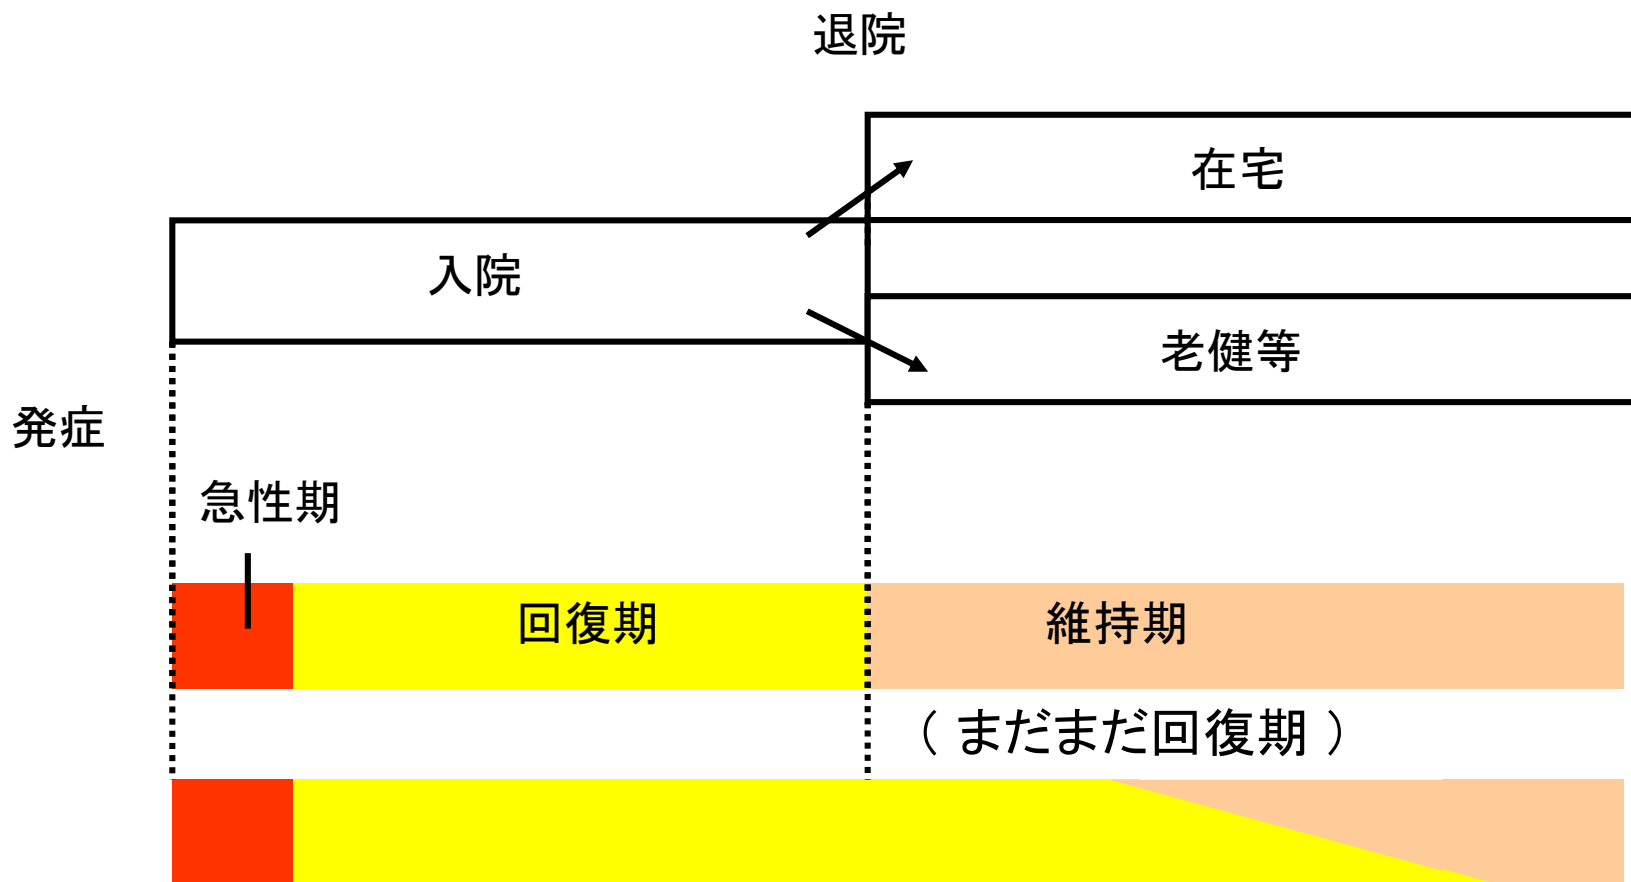 退院
在宅
入院
老健等
発症
急性期
回復期
維持期
（ まだまだ回復期 ）